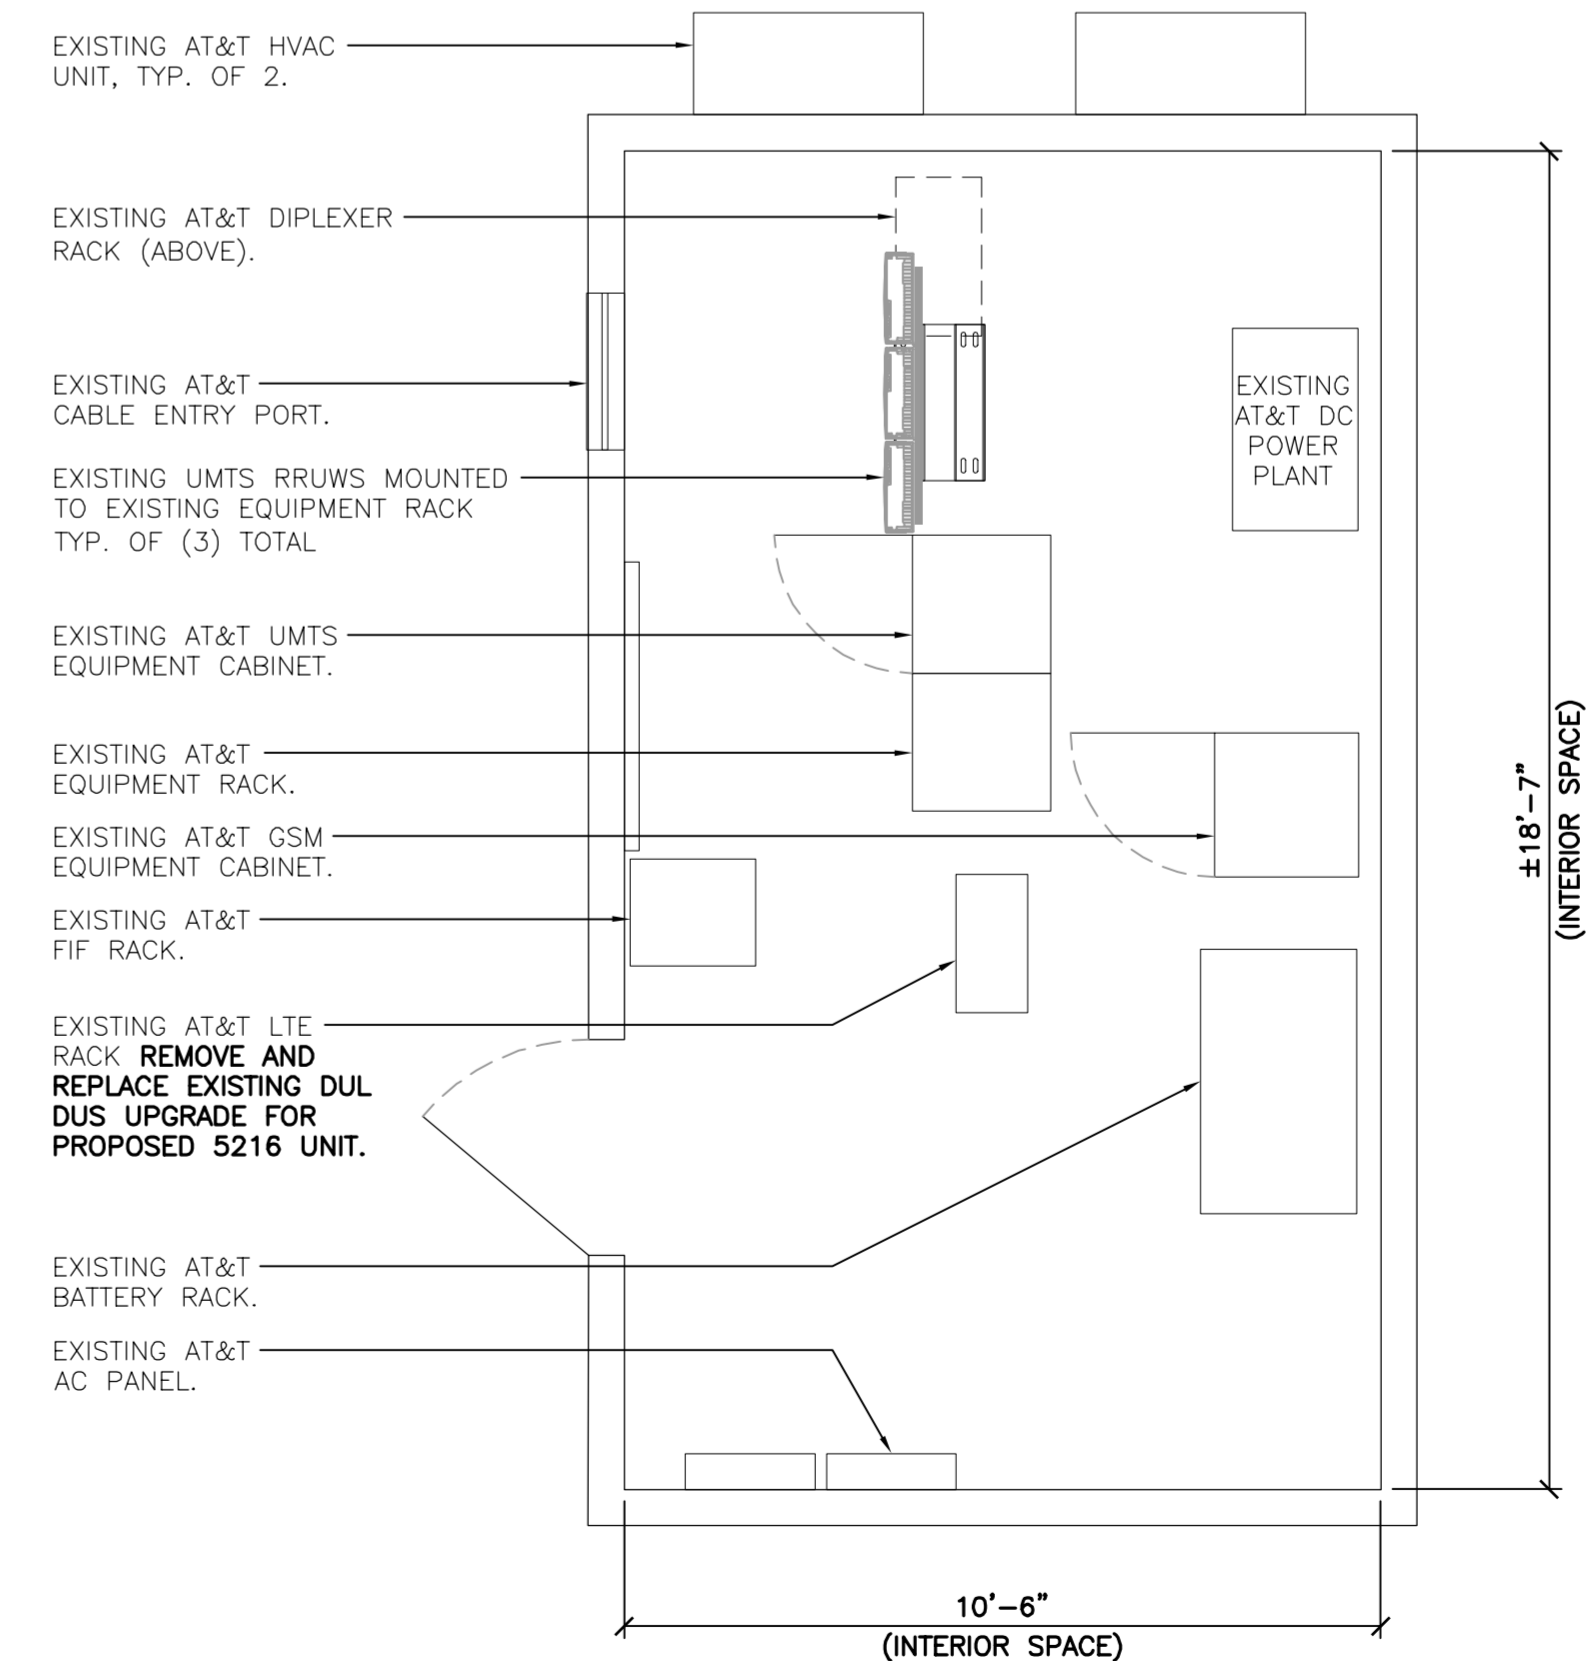 EXISTING AT&T HVAC
UNIT, TYP. OF 2.
EXISTING AT&T DIPLEXER
RACK (ABOVE).
EXISTING AT&T
CABLE ENTRY PORT.
EXISTING UMTS RRUWS MOUNTED
TO EXISTING EQUIPMENT RACK
TYP. OF (3) TOTAL
EXISTING AT&T UMTS
EQUIPMENT CABINET.
EXISTING AT&T
EQUIPMENT RACK.
EXISTING AT&T GSM
EQUIPMENT CABINET.
EXISTING AT&T
FIF RACK.
EXISTING AT&T LTE
RACK REMOVE AND
REPLACE EXISTING DUL
DUS UPGRADE FOR
PROPOSED 5216 UNIT.
EXISTING AT&T
BATTERY RACK.
EXISTING AT&T
AC PANEL.
EXISTING
AT&T DC
POWER
PLANT
±18'-7"
(INTERIOR SPACE)
10'-6"
(INTERIOR SPACE)